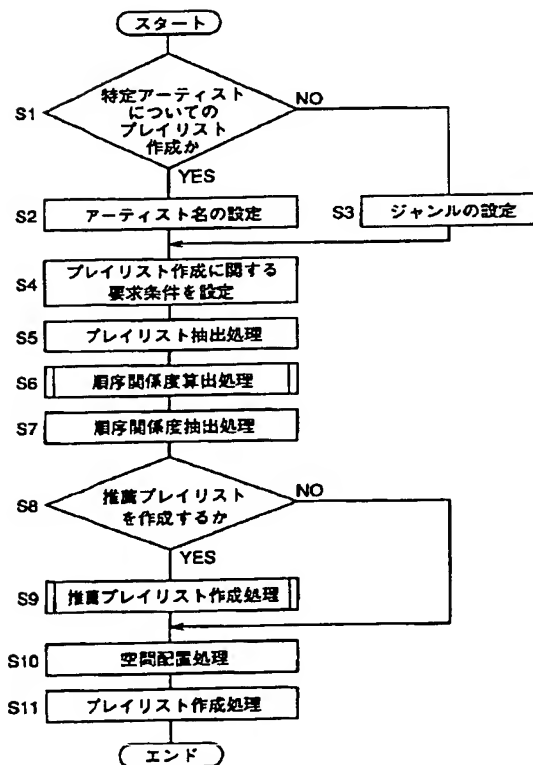 スタート
S1
特定アーティスト
についての
プレイリスト
作成か
NO
YES
S2
アーティスト名の設定
S3
ジャンルの設定
S4
プレイリスト作成に関する
要求条件を設定
S5
プレイリスト抽出処理
S6
順序関係度算出処理
S7
順序関係度抽出処理
S8
推薦プレイリスト
を作成するか
NO
YES
S9
推薦プレイリスト作成処理
S10
空間配置処理
S11
プレイリスト作成処理
エンド